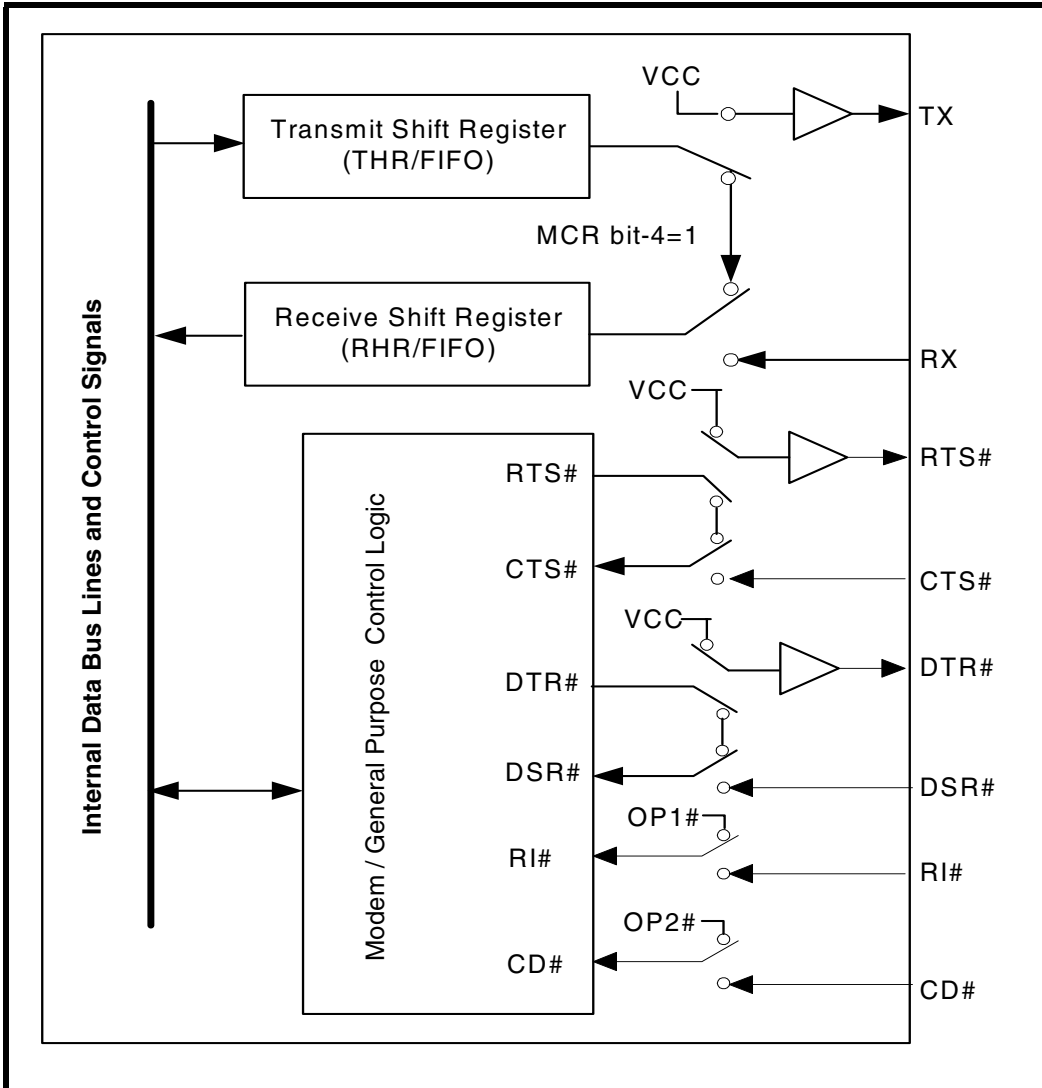 VCC
TX
Transmit Shift Register
(THR/FIFO)
MCR bit-4=1
Receive Shift Register
(RHR/FIFO)
RX
Internal Data Bus Lines and Control Signals
VCC
RTS#
Modem / General Purpose Control Logic
RTS#
CTS#
CTS#
VCC
DTR#
DTR#
DSR#
DSR#
OP1#
RI#
RI#
OP2#
CD#
CD#